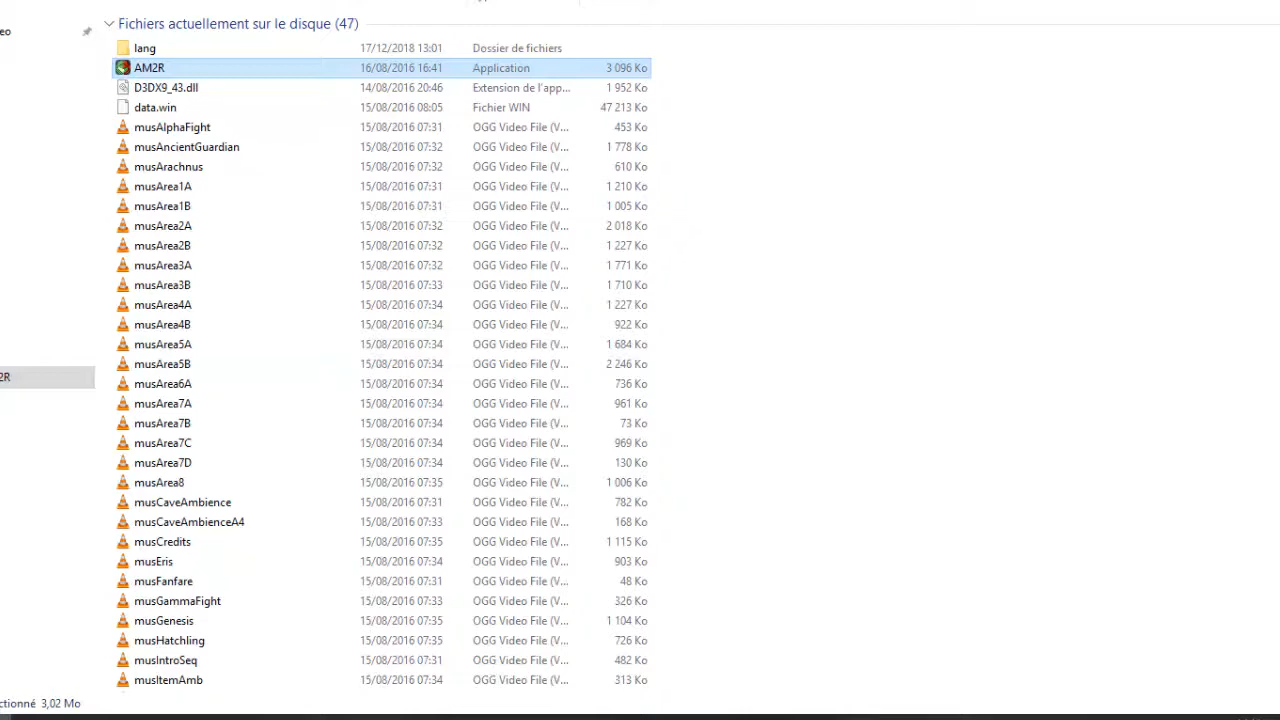 eo
Fichiers actuellement sur le disque (47)
lang 17/12/2018 13:01 Dossier de fichiers
AM2R 16/08/2016 16:41 Application 3 096 Ko
D3DX9_43.dll 14/08/2016 20:46 Extension de l'app... 1 952 Ko
data.win 15/08/2016 08:05 Fichier WIN 47 213 Ko
musAlphaFight 15/08/2016 07:31 OGG Video File (V... 453 Ko
musAncientGuardian 15/08/2016 07:32 OGG Video File (V... 1 778 Ko
musArachnus 15/08/2016 07:32 OGG Video File (V... 610 Ko
musArea1A 15/08/2016 07:31 OGG Video File (V... 1 210 Ko
musArea1B 15/08/2016 07:31 OGG Video File (V... 1 005 Ko
musArea2A 15/08/2016 07:32 OGG Video File (V... 2 018 Ko
musArea2B 15/08/2016 07:32 OGG Video File (V... 1 227 Ko
musArea3A 15/08/2016 07:32 OGG Video File (V... 1 771 Ko
musArea3B 15/08/2016 07:33 OGG Video File (V... 1 710 Ko
musArea4A 15/08/2016 07:34 OGG Video File (V... 1 227 Ko
musArea4B 15/08/2016 07:34 OGG Video File (V... 922 Ko
musArea5A 15/08/2016 07:34 OGG Video File (V... 1 684 Ko
musArea5B 15/08/2016 07:34 OGG Video File (V... 2 246 Ko
2R
musArea6A 15/08/2016 07:34 OGG Video File (V... 736 Ko
musArea7A 15/08/2016 07:34 OGG Video File (V... 961 Ko
musArea7B 15/08/2016 07:34 OGG Video File (V... 73 Ko
musArea7C 15/08/2016 07:34 OGG Video File (V... 969 Ko
musArea7D 15/08/2016 07:34 OGG Video File (V... 130 Ko
musArea8 15/08/2016 07:35 OGG Video File (V... 1 006 Ko
musCaveAmbience 15/08/2016 07:31 OGG Video File (V... 782 Ko
musCaveAmbienceA4 15/08/2016 07:33 OGG Video File (V... 168 Ko
musCredits 15/08/2016 07:35 OGG Video File (V... 1 115 Ko
musEris 15/08/2016 07:34 OGG Video File (V... 903 Ko
musFanfare 15/08/2016 07:31 OGG Video File (V... 48 Ko
musGammaFight 15/08/2016 07:33 OGG Video File (V... 326 Ko
musGenesis 15/08/2016 07:35 OGG Video File (V... 1 104 Ko
musHatchling 15/08/2016 07:35 OGG Video File (V... 726 Ko
musIntroSeq 15/08/2016 07:31 OGG Video File (V... 482 Ko
musItemAmb 15/08/2016 07:34 OGG Video File (V... 313 Ko
ctionné 3,02 Mo